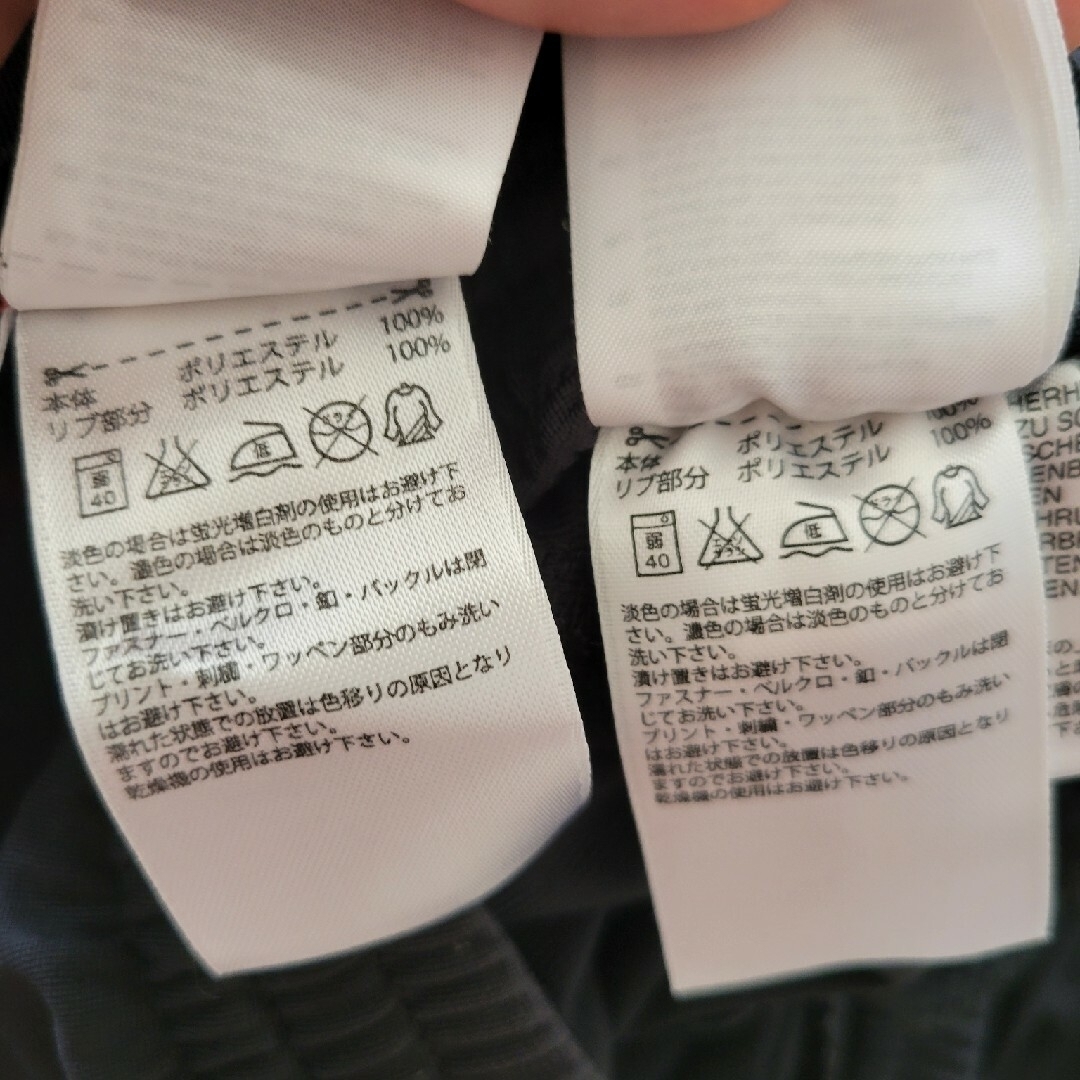 本体 ポリエステル 100%
リブ部分 ポリエステル 100%
弱
40
エンソ
サラシ
低
淡色の場合は蛍光増白剤の使用はお避け下
さい。濃色の場合は淡色のものと分けてお
洗い下さい。
漬け置きはお避け下さい。
ファスナー・ベルクロ・釦・バックルは閉
じてお洗い下さい。
プリント・刺繍・ワッペン部分のもみ洗い
はお避け下さい。
濡れた状態での放置は色移りの原因となり
ますのでお避け下さい。
乾燥機の使用はお避け下さい。
本体 ポリエステル 100%
リブ部分 ポリエステル 100%
弱
40
エンソ
サラシ
低
淡色の場合は蛍光増白剤の使用はお避け下
さい。濃色の場合は淡色のものと分けてお
洗い下さい。
漬け置きはお避け下さい。
ファスナー・ベルクロ・釦・バックルは閉
じてお洗い下さい。
プリント・刺繍・ワッペン部分のもみ洗い
はお避け下さい。
濡れた状態での放置は色移りの原因となり
ますのでお避け下さい。
乾燥機の使用はお避け下さい。
ZU